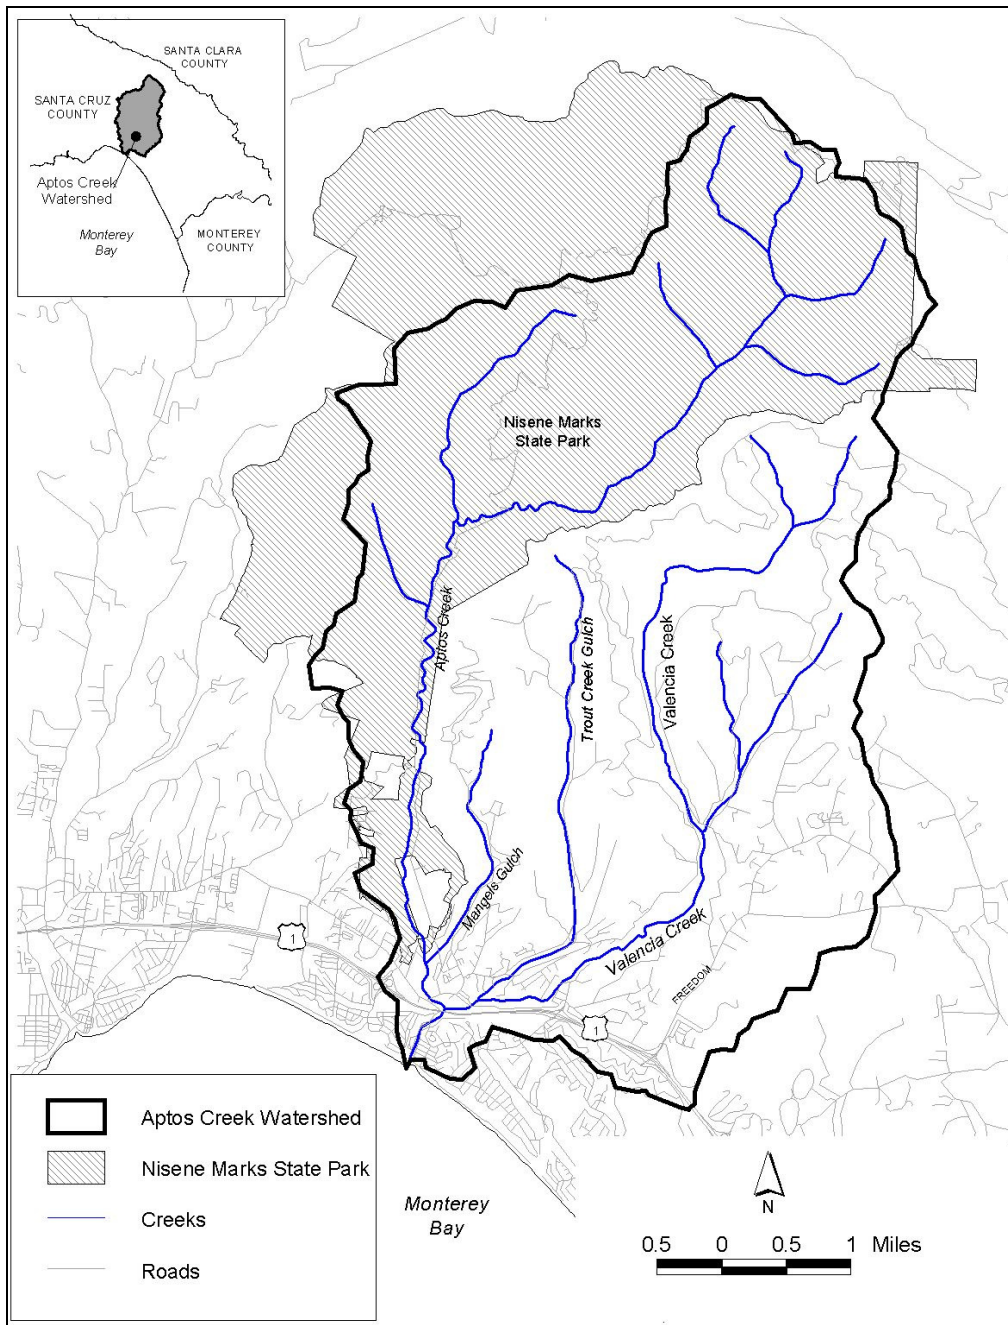 SANTA CLARA
COUNTY
SANTA CRUZ
COUNTY
Aptos Creek
Watershed
Monterey
Bay
MONTEREY
COUNTY
Nisene Marks
State Park
Aptos Creek
Trout Creek Gulch
Valencia Creek
Mangels Gulch
Valencia Creek
FREEDOM
1
1
Aptos Creek Watershed
Nisene Marks State Park
Creeks
Roads
Monterey
Bay
N
0.5 0 0.5 1 Miles